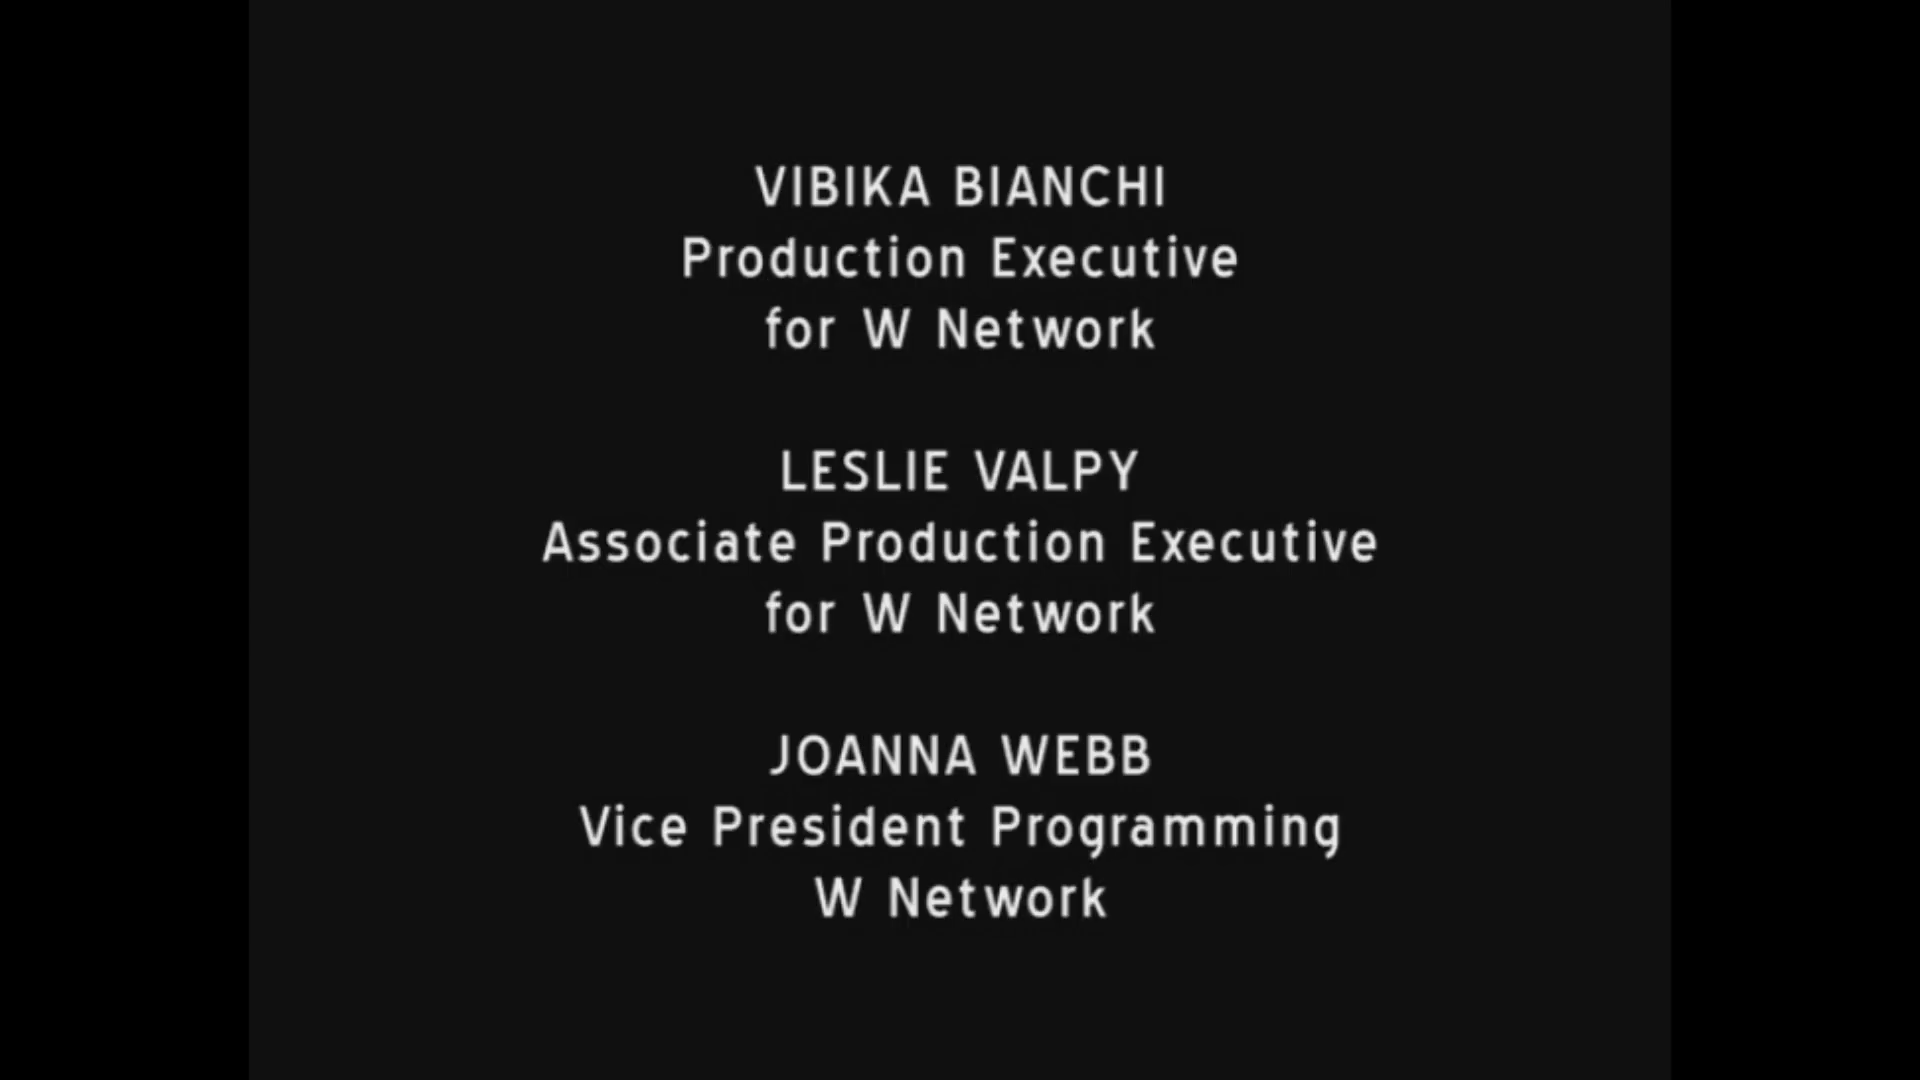 VIBIKA BIANCHI
Production Executive
for W Network
LESLIE VALPY
Associate Production Executive
for W Network
JOANNA WEBB
Vice President Programming
W Network